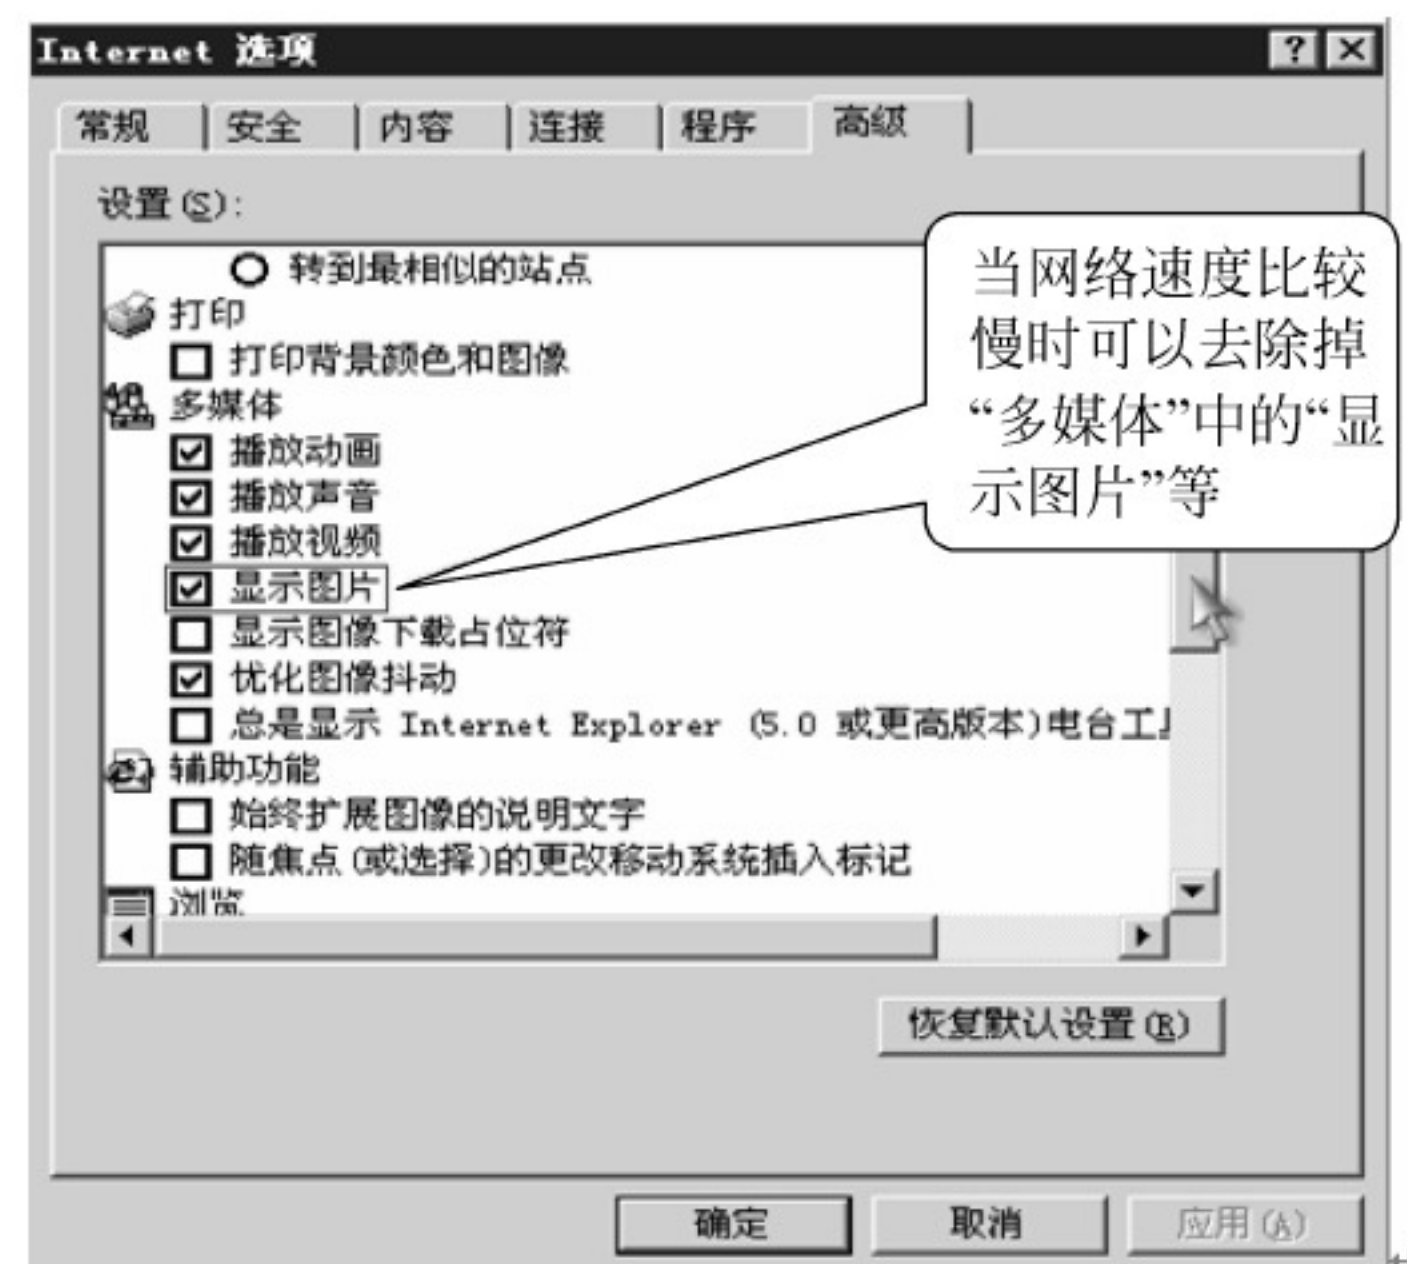 Internet 选项
常规 安全 内容 连接 程序 高级
设置(S):
转到最相似的站点
打印
打印背景颜色和图像
多媒体
播放动画
播放声音
播放视频
显示图片
显示图像下载占位符
优化图像抖动
总是显示 Internet Explorer (5.0 或更高版本)电台工
辅助功能
始终扩展图像的说明文字
随焦点(或选择)的更改移动系统插入标记
浏览
当网络速度比较
慢时可以去除掉
“多媒体”中的“显
示图片”等
恢复默认设置(R)
确定 取消 应用(A)